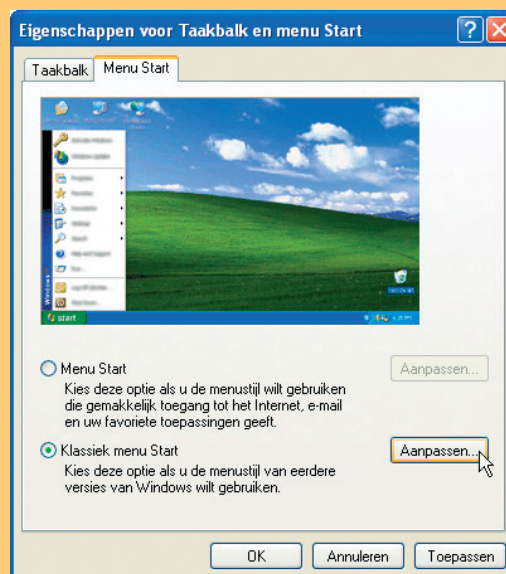 Eigenschappen voor Taakbalk en menu Start
Taakbalk
Menu Start
start
Menu Start
Aanpassen...
Kies deze optie als u de menustijl wilt gebruiken
die gemakkelijk toegang tot het Internet, e-mail
en uw favoriete toepassingen geeft.
Klassiek menu Start
Aanpassen...
Kies deze optie als u de menustijl van eerdere
versies van Windows wilt gebruiken.
OK
Annuleren
Toepassen